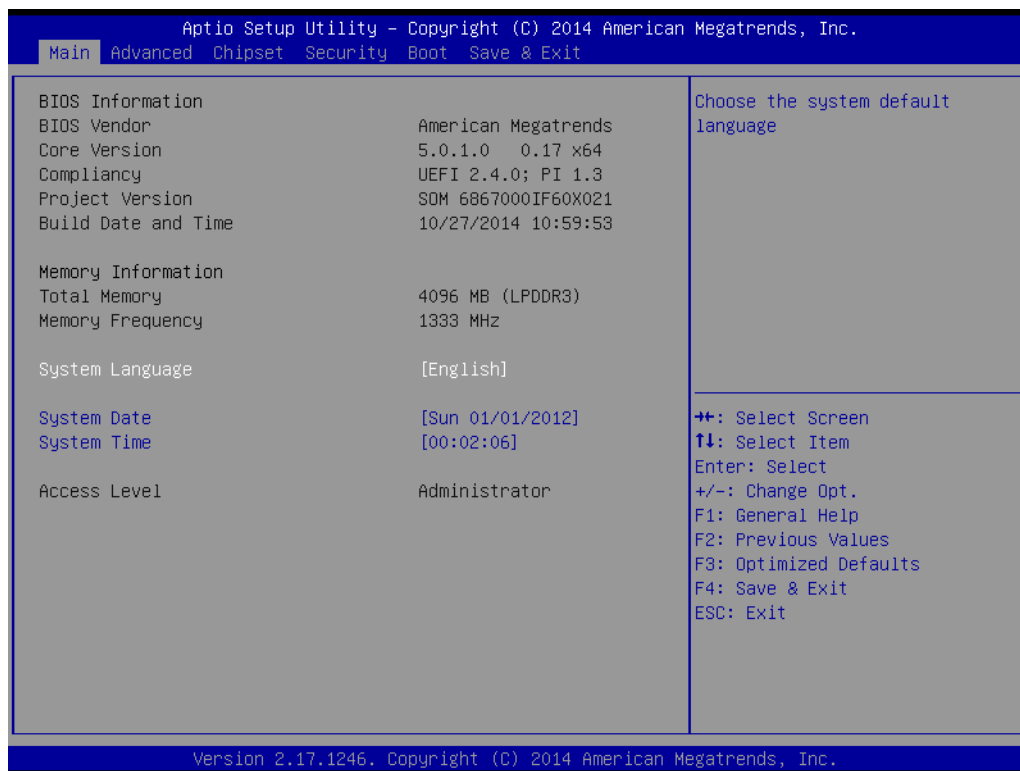 Aptio Setup Utility – Copyright (C) 2014 American Megatrends, Inc.
Main Advanced Chipset Security Boot Save & Exit
BIOS Information
BIOS Vendor American Megatrends
Core Version 5.0.1.0 0.17 x64
Compliancy UEFI 2.4.0; PI 1.3
Project Version SOM 6867000IF60X021
Build Date and Time 10/27/2014 10:59:53
Memory Information
Total Memory 4096 MB (LPDDR3)
Memory Frequency 1333 MHz
System Language [English]
System Date [Sun 01/01/2012]
System Time [00:02:06]
Access Level Administrator
Choose the system default
language
→←: Select Screen
↑↓: Select Item
Enter: Select
+/-: Change Opt.
F1: General Help
F2: Previous Values
F3: Optimized Defaults
F4: Save & Exit
ESC: Exit
Version 2.17.1246. Copyright (C) 2014 American Megatrends, Inc.